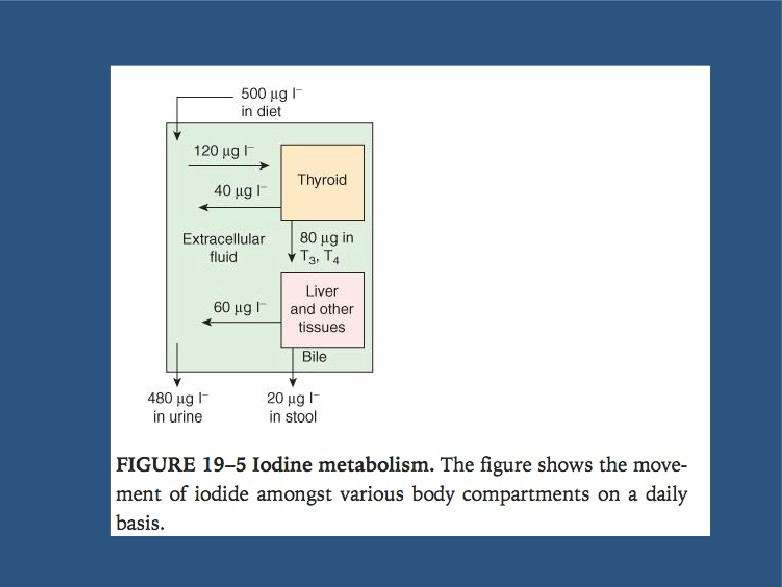 500 µg I⁻
in diet
120 µg I⁻
Thyroid
40 µg I⁻
Extracellular
fluid
80 µg in
T₃, T₄
Liver
and other
tissues
60 µg I⁻
Bile
480 µg I⁻
in urine
20 µg I⁻
in stool
FIGURE 19–5 Iodine metabolism. The figure shows the move-
ment of iodide amongst various body compartments on a daily
basis.